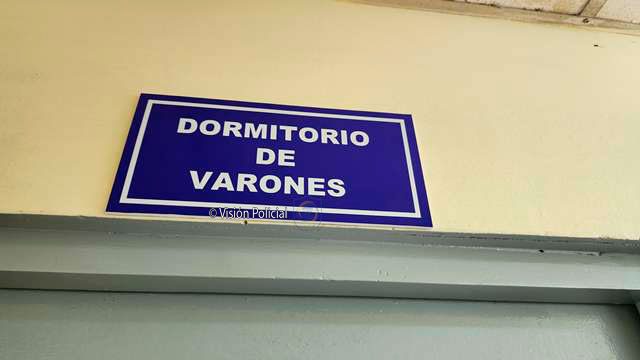 DORMITORIO
DE
VARONES
©Visión Policial